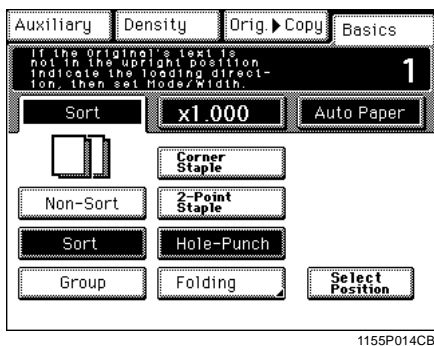 Auxiliary Density Orig.▶Copy Basics
If the Original's text is
not in the upright position
indicate the loading direct-
ion, then set Mode/Width.
1
Sort x1.000 Auto Paper
Corner
Staple
Non-Sort 2-Point
Staple
Sort Hole-Punch
Group Folding Select
Position
1155P014CB